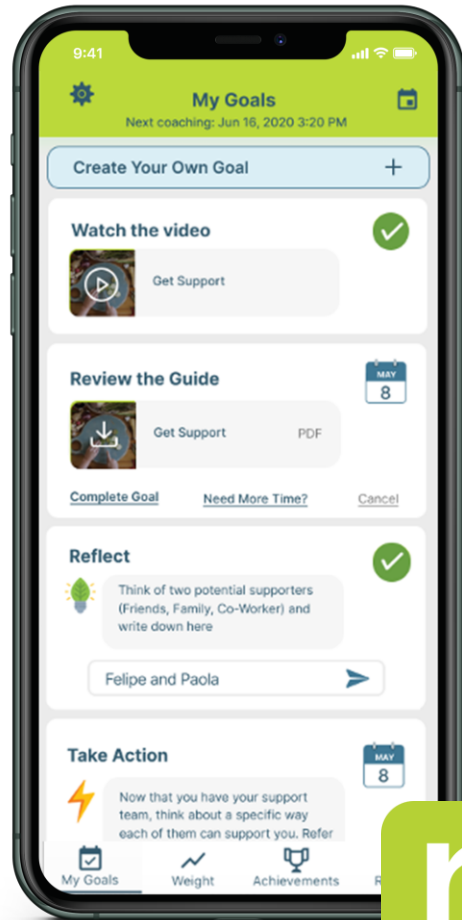 9:41
My Goals
Next coaching: Jun 16, 2020 3:20 PM
Create Your Own Goal +
Watch the video
Get Support
Review the Guide
MAY
8
Get Support PDF
Complete Goal Need More Time? Cancel
Reflect
Think of two potential supporters
(Friends, Family, Co-Worker) and
write down here
Felipe and Paola
Take Action
MAY
8
Now that you have your support
team, think about a specific way
each of them can support you. Refer
My Goals Weight Achievements